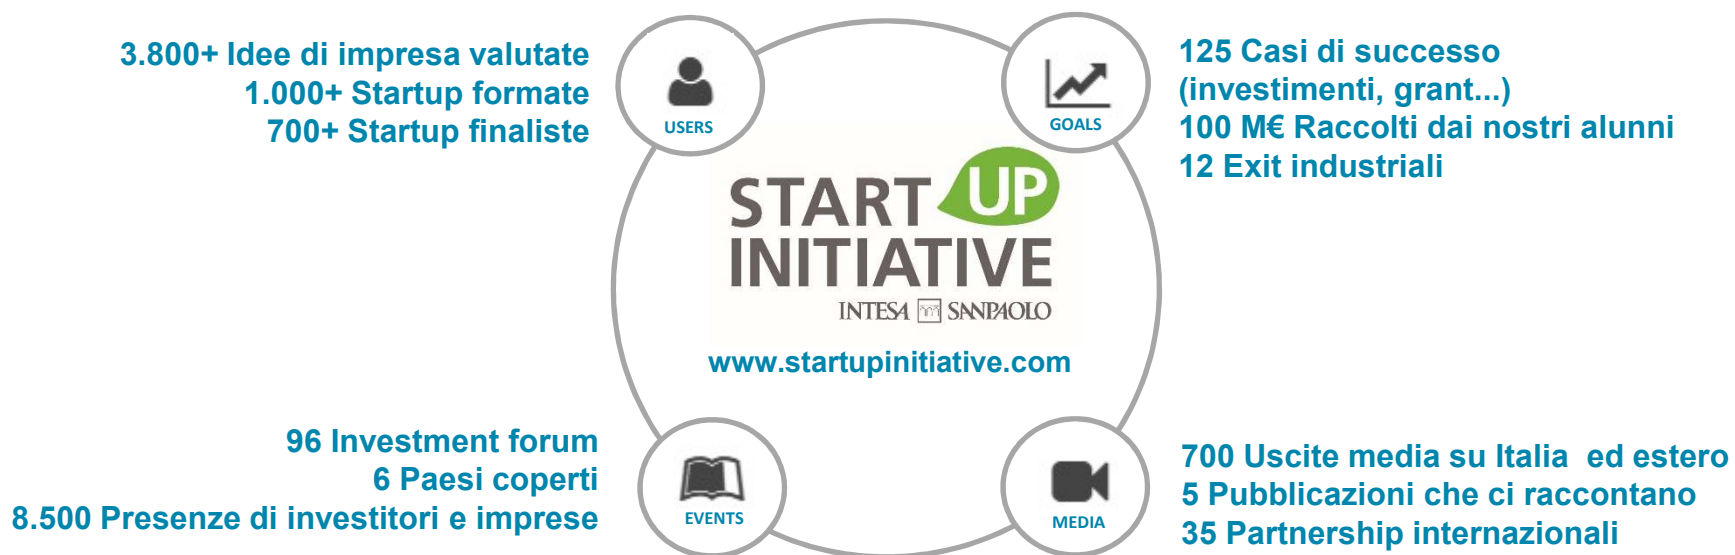 3.800+ Idee di impresa valutate
1.000+ Startup formate
700+ Startup finaliste
USERS
GOALS
125 Casi di successo
(investimenti, grant...)
100 M€ Raccolti dai nostri alunni
12 Exit industriali
START UP
INITIATIVE
INTESA SANPAOLO
www.startupinitiative.com
96 Investment forum
6 Paesi coperti
8.500 Presenze di investitori e imprese
EVENTS
MEDIA
700 Uscite media su Italia  ed estero
5 Pubblicazioni che ci raccontano
35 Partnership internazionali